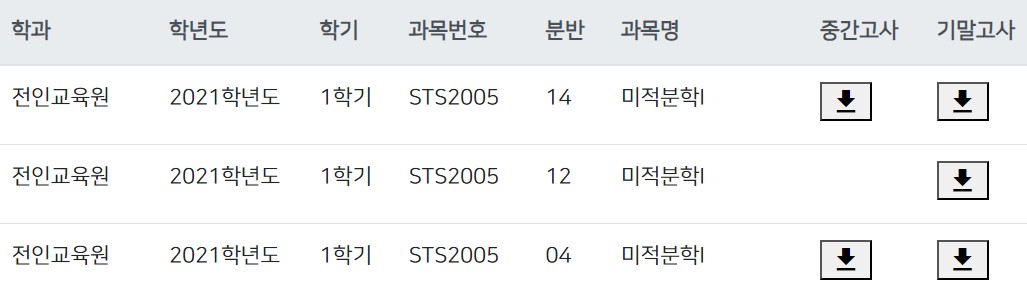 학과 학년도 학기 과목번호 분반 과목명 중간고사 기말고사
전인교육원 2021학년도 1학기 STS2005 14 미적분학I
전인교육원 2021학년도 1학기 STS2005 12 미적분학I
전인교육원 2021학년도 1학기 STS2005 04 미적분학I